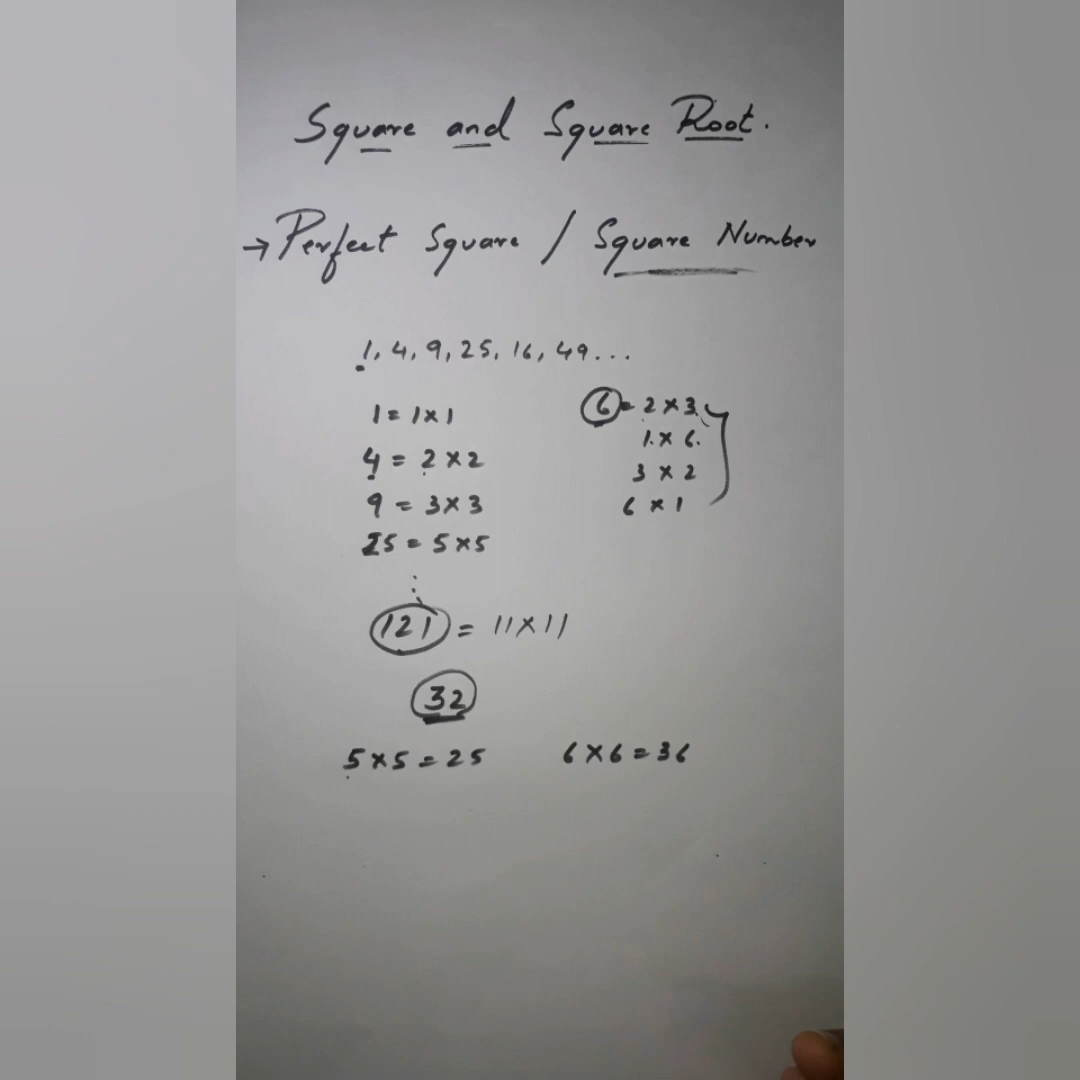 Square and Square Root.
→ Perfect Square / Square Number
1, 4, 9, 25, 16, 49...
1 = 1 × 1
4 = 2 × 2
9 = 3 × 3
25 = 5 × 5
6 = 2 × 3
1 × 6
3 × 2
6 × 1
121 = 11 × 11
32
5 × 5 = 25
6 × 6 = 36